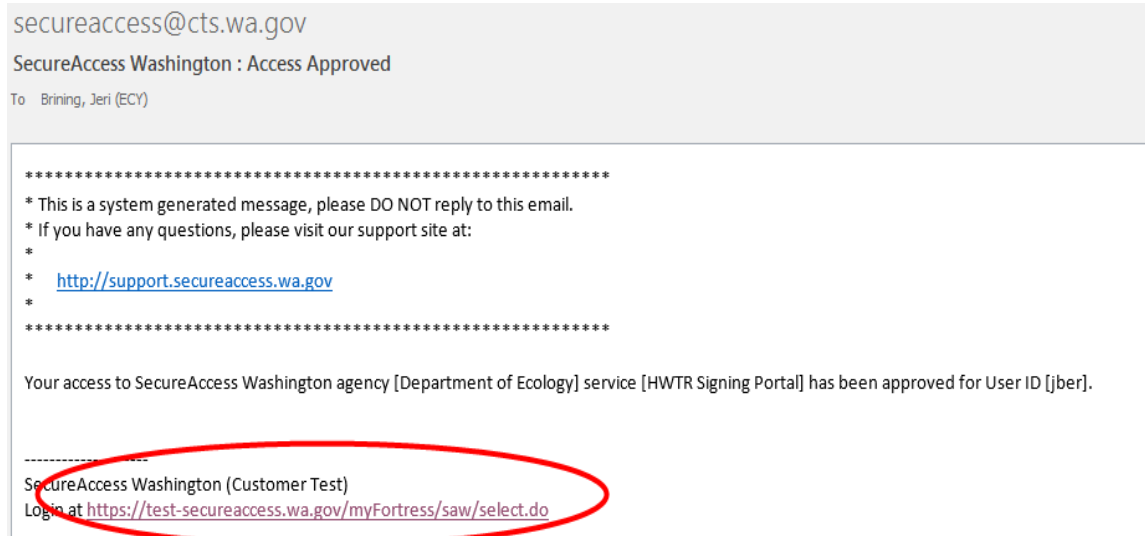 secureaccess@cts.wa.gov
SecureAccess Washington : Access Approved
To Brining, Jeri (ECY)
************************************************************
* This is a system generated message, please DO NOT reply to this email.
* If you have any questions, please visit our support site at:
*
* http://support.secureaccess.wa.gov
*
************************************************************
Your access to SecureAccess Washington agency [Department of Ecology] service [HWTR Signing Portal] has been approved for User ID [jber].
--------------------
SecureAccess Washington (Customer Test)
Login at https://test-secureaccess.wa.gov/myFortress/saw/select.do